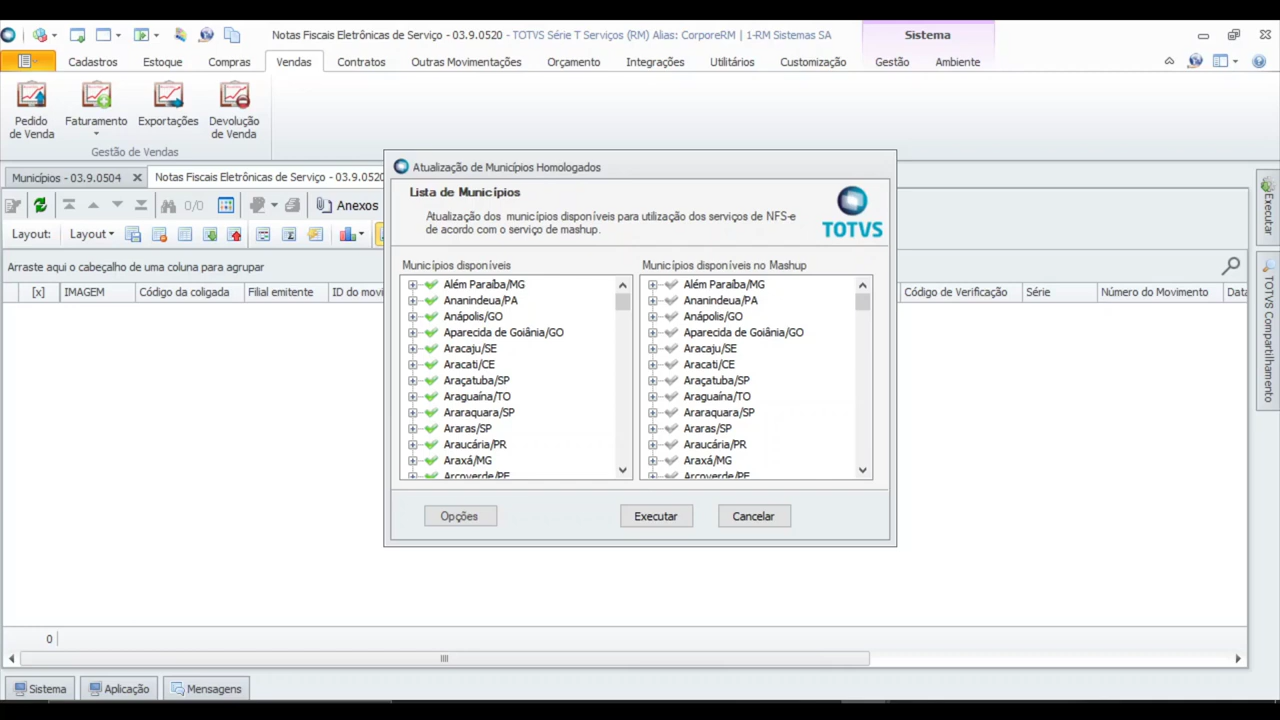 Notas Fiscais Eletrônicas de Serviço - 03.9.0520 - TOTVS Série T Serviços (RM) Alias: CorporeRM | 1-RM Sistemas SA
Sistema
Cadastros
Estoque
Compras
Vendas
Contratos
Outras Movimentações
Orçamento
Integrações
Utilitários
Customização
Gestão
Ambiente
Pedido
de Venda
Faturamento
Exportações
Devolução
de Venda
Gestão de Vendas
Municípios - 03.9.0504
Notas Fiscais Eletrônicas de Serviço - 03.9.0520
0/0
Anexos
Layout:
Layout
Arraste aqui o cabeçalho de uma coluna para agrupar
[x]
IMAGEM
Código da coligada
Filial emitente
ID do movi
Código de Verificação
Série
Número do Movimento
Data
Atualização de Municípios Homologados
Lista de Municípios
Atualização dos municípios disponíveis para utilização dos serviços de NFS-e
de acordo com o serviço de mashup.
TOTVS
Municípios disponíveis
Além Paraíba/MG
Ananindeua/PA
Anápolis/GO
Aparecida de Goiânia/GO
Aracaju/SE
Aracati/CE
Araçatuba/SP
Araguaína/TO
Araraquara/SP
Araras/SP
Araucária/PR
Araxá/MG
Arcoverde/PE
Municípios disponíveis no Mashup
Além Paraíba/MG
Ananindeua/PA
Anápolis/GO
Aparecida de Goiânia/GO
Aracaju/SE
Aracati/CE
Araçatuba/SP
Araguaína/TO
Araraquara/SP
Araras/SP
Araucária/PR
Araxá/MG
Arcoverde/PE
Opções
Executar
Cancelar
Executar
TOTVS Compartilhamento
0
Sistema
Aplicação
Mensagens